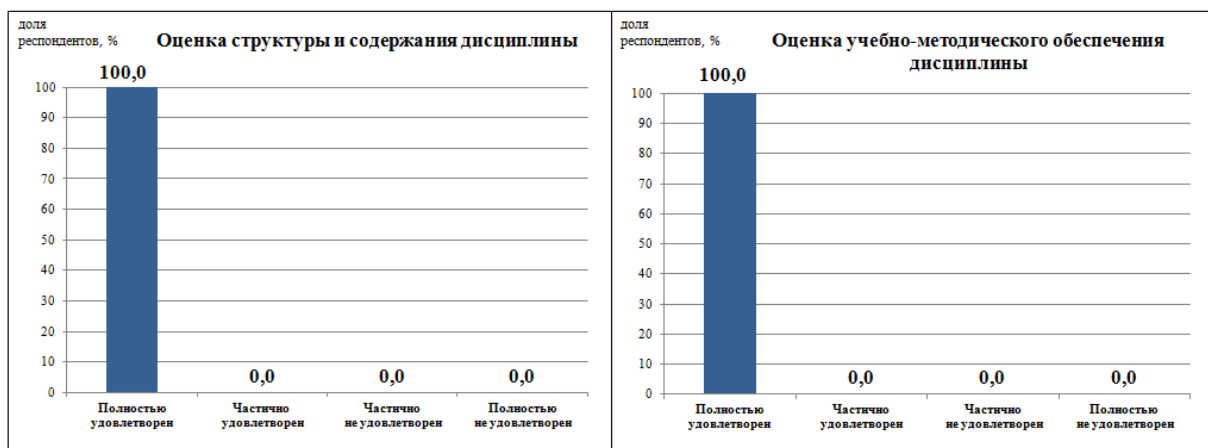 доля
респондентов, %
Оценка структуры и содержания дисциплины
100,0
100
90
80
70
60
50
40
30
20
10
0
0,0
0,0
0,0
Полностью
удовлетворен
Частично
удовлетворен
Частично
не удовлетворен
Полностью
не удовлетворен
доля
респондентов, %
Оценка учебно-методического обеспечения
дисциплины
100,0
100
90
80
70
60
50
40
30
20
10
0
0,0
0,0
0,0
Полностью
удовлетворен
Частично
удовлетворен
Частично
не удовлетворен
Полностью
не удовлетворен